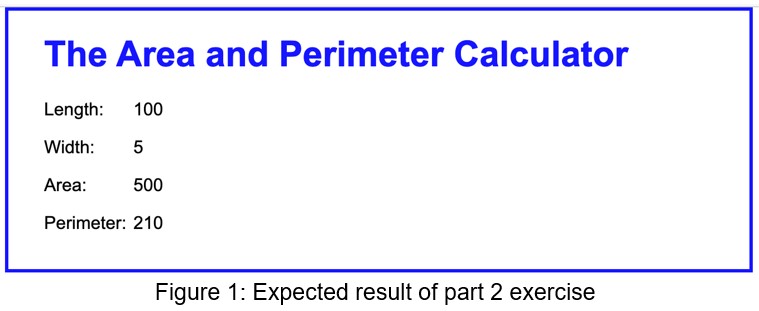 The Area and Perimeter Calculator
Length: 100
Width: 5
Area: 500
Perimeter: 210
Figure 1: Expected result of part 2 exercise